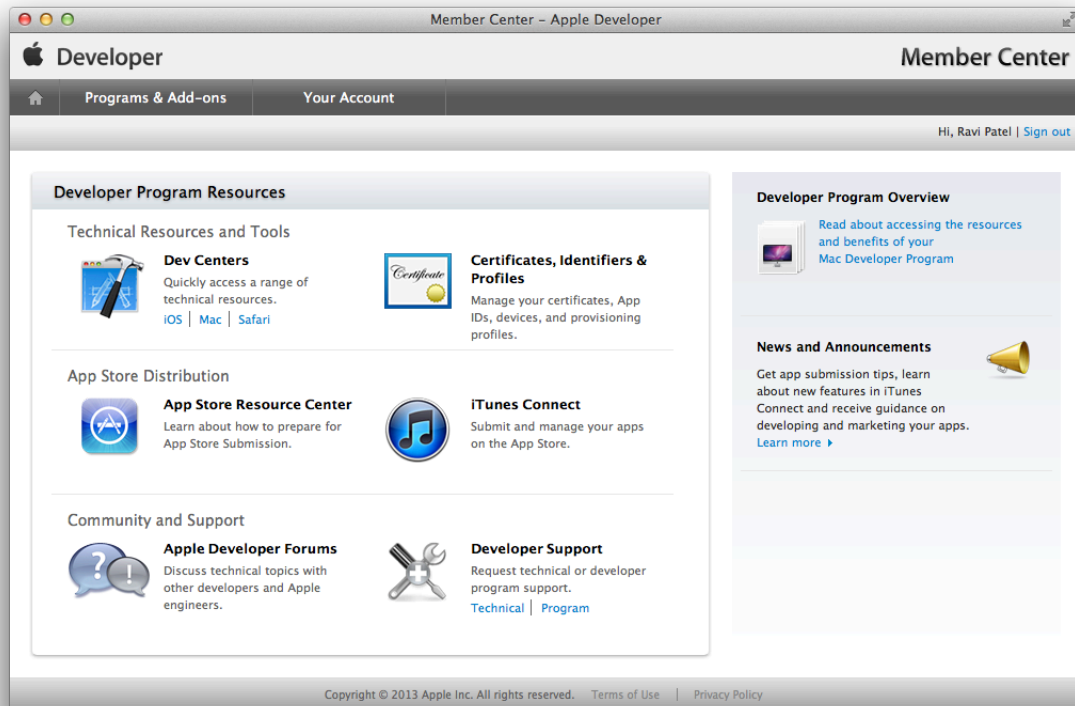 Member Center – Apple Developer
Developer
Member Center
Programs & Add-ons
Your Account
Hi, Ravi Patel | Sign out
Developer Program Resources
Technical Resources and Tools
Dev Centers
Quickly access a range of
technical resources.
iOS | Mac | Safari
Certificate
Certificates, Identifiers &
Profiles
Manage your certificates, App
IDs, devices, and provisioning
profiles.
App Store Distribution
App Store Resource Center
Learn about how to prepare for
App Store Submission.
iTunes Connect
Submit and manage your apps
on the App Store.
Community and Support
Apple Developer Forums
Discuss technical topics with
other developers and Apple
engineers.
Developer Support
Request technical or developer
program support.
Technical | Program
Developer Program Overview
Read about accessing the resources
and benefits of your
Mac Developer Program
News and Announcements
Get app submission tips, learn
about new features in iTunes
Connect and receive guidance on
developing and marketing your apps.
Learn more
Copyright © 2013 Apple Inc. All rights reserved. Terms of Use | Privacy Policy